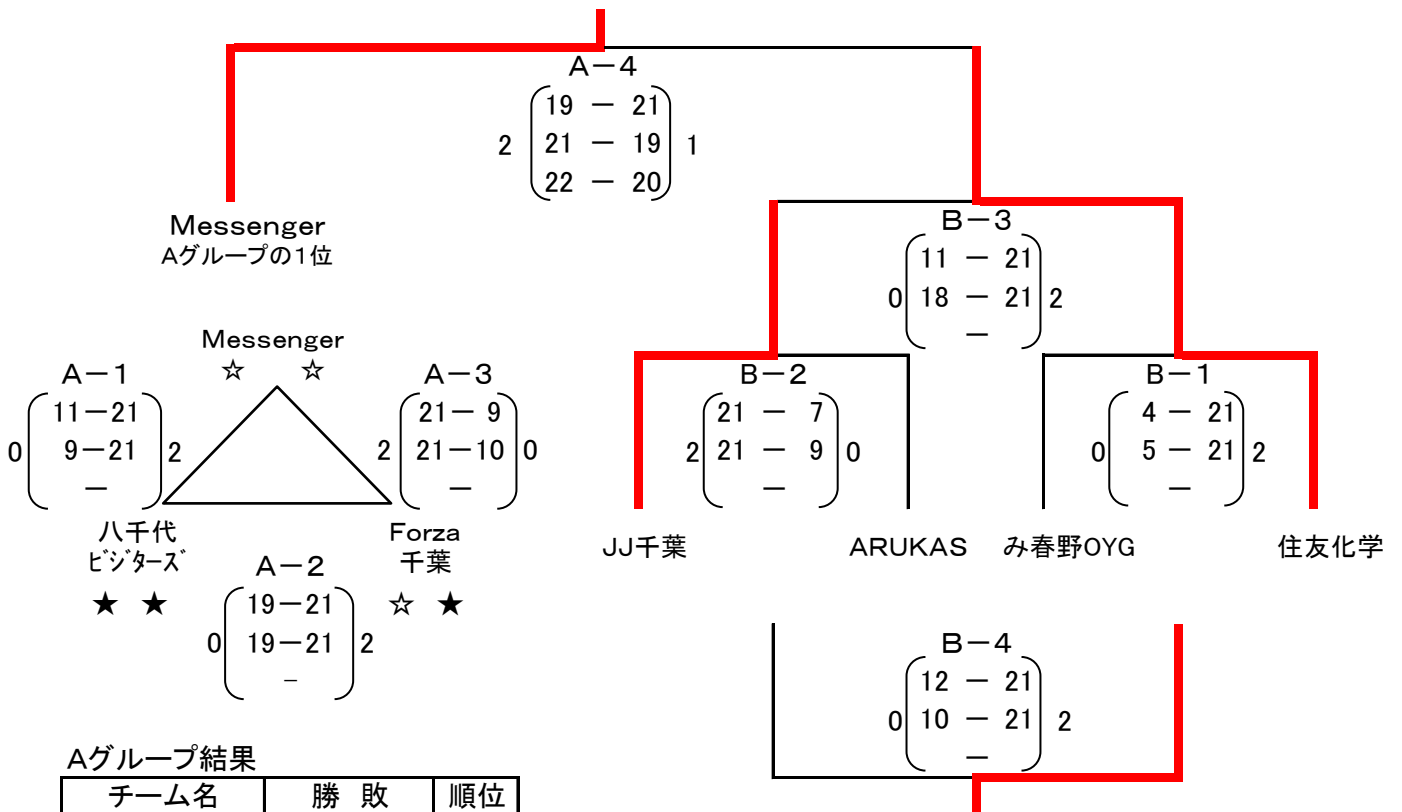 A－4
19 － 21
2 21 － 19 1
22 － 20
Messenger
Aグループの1位
B－3
11 － 21
0 18 － 21 2
－
Messenger
☆ ☆
A－1
11－21
0 9－21 2
－
A－3
21－ 9
2 21－10 0
－
八千代
ﾋﾞｼﾞﾀｰｽﾞ
★ ★
Forza
千葉
☆ ★
A－2
19－21
0 19－21 2
－
B－2
21 － 7
2 21 － 9 0
－
B－1
4 － 21
0 5 － 21 2
－
JJ千葉 ARUKAS み春野OYG 住友化学
B－4
12 － 21
0 10 － 21 2
－
Aグループ結果
チーム名 勝 敗 順位